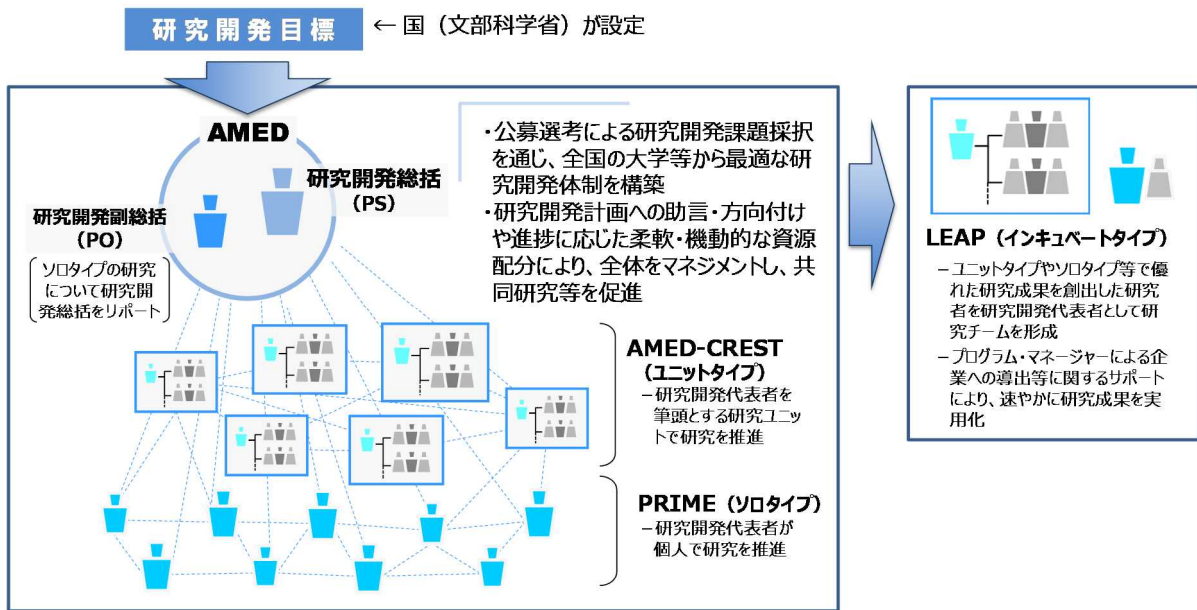 研究開発目標
← 国（文部科学省）が設定
AMED
研究開発総括
（PS）
研究開発副総括
（PO）
ソロタイプの研究
について研究開
発総括をリポート
・公募選考による研究開発課題採択
を通じ、全国の大学等から最適な研
究開発体制を構築
・研究開発計画への助言・方向付け
や進捗に応じた柔軟・機動的な資源
配分により、全体をマネジメントし、共
同研究等を促進
AMED-CREST
（ユニットタイプ）
－研究開発代表者を
筆頭とする研究ユニッ
トで研究を推進
PRIME（ソロタイプ）
－研究開発代表者が
個人で研究を推進
LEAP（インキュベートタイプ）
－ユニットタイプやソロタイプ等で優
れた研究成果を創出した研究
者を研究開発代表者として研
究チームを形成
－プログラム・マネージャーによる企
業への導出等に関するサポート
により、速やかに研究成果を実
用化